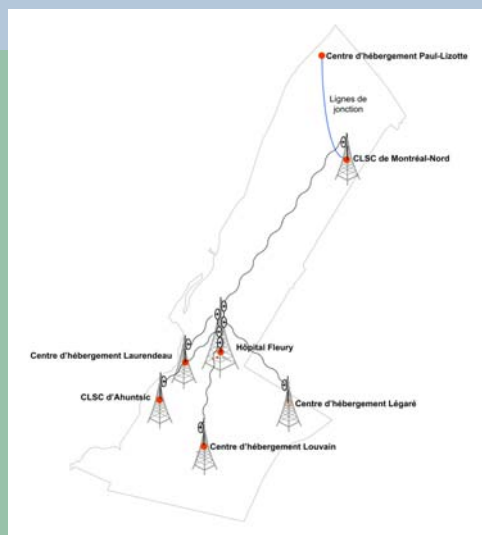 Centre d'hébergement Paul-Lizotte
Lignes de
jonction
CLSC de Montréal-Nord
Hôpital Fleury
Centre d'hébergement Laurendeau
CLSC d'Ahuntsic
Centre d'hébergement Légaré
Centre d'hébergement Louvain